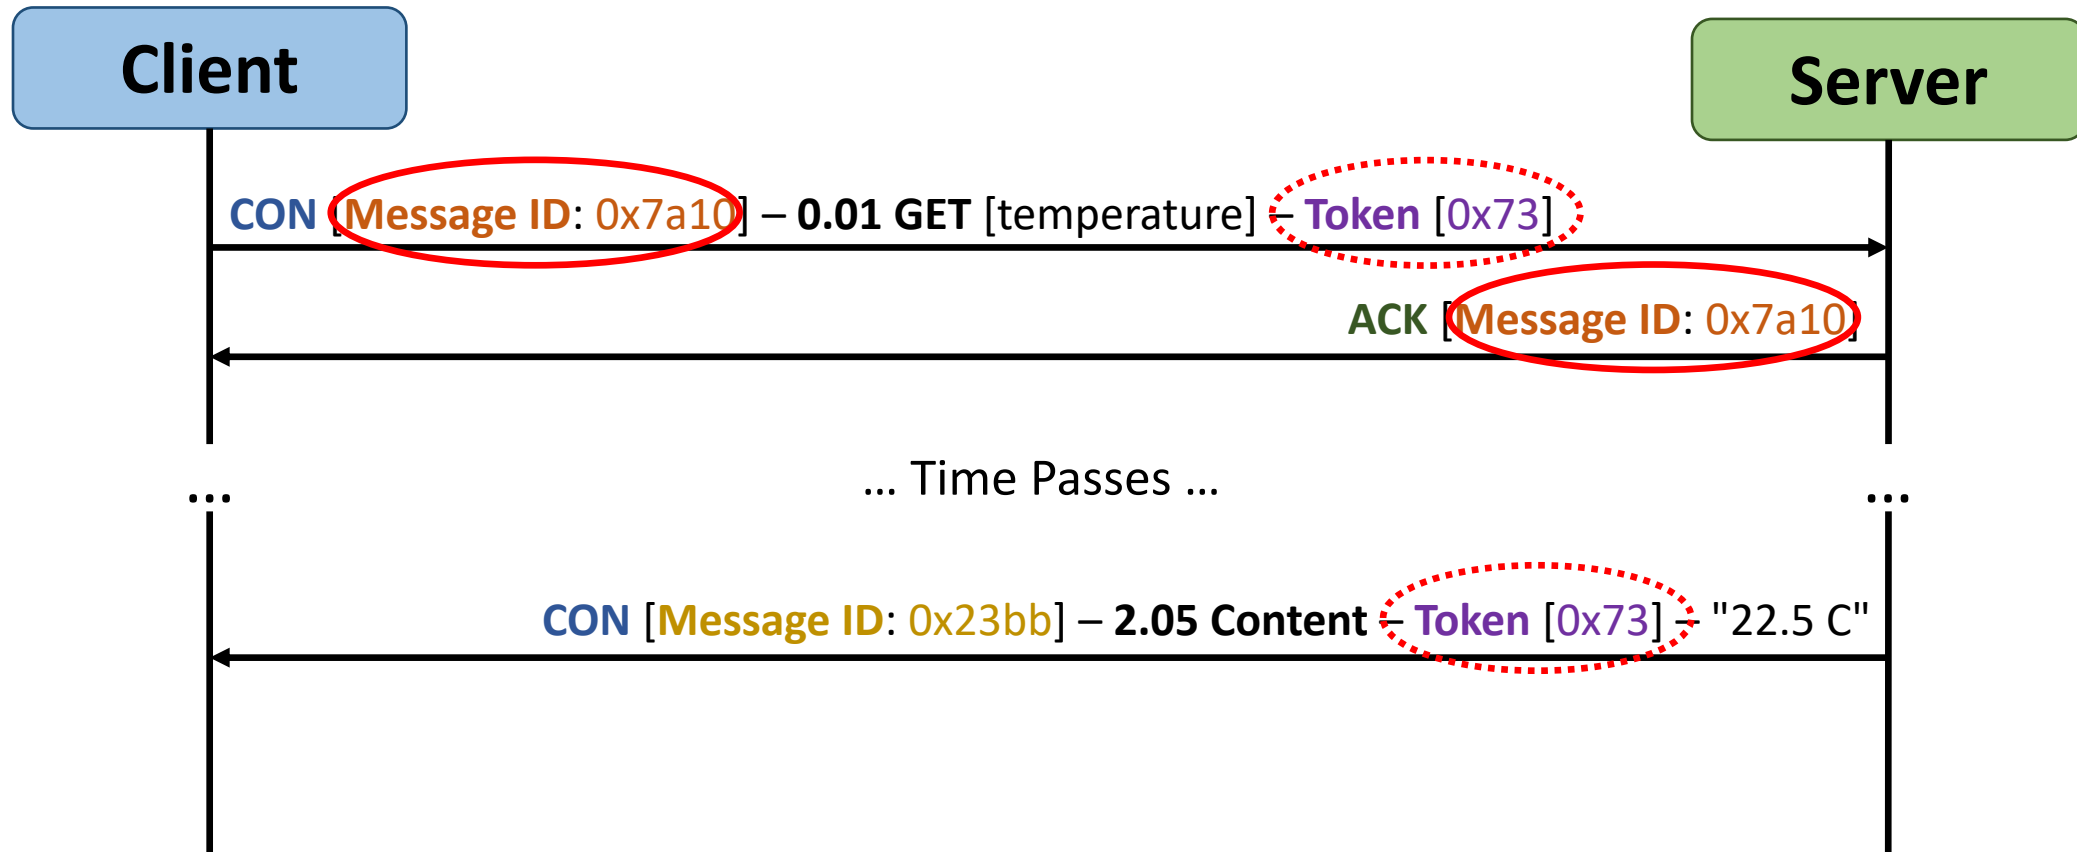 Client
Server
CON [Message ID: 0x7a10] – 0.01 GET [temperature] – Token [0x73]
ACK [Message ID: 0x7a10]
... ... Time Passes ... ...
CON [Message ID: 0x23bb] – 2.05 Content – Token [0x73] – "22.5 C"